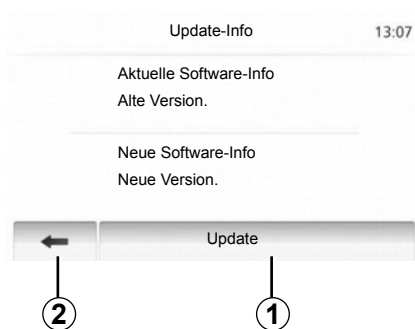 Update-Info 13:07
Aktuelle Software-Info
Alte Version.
Neue Software-Info
Neue Version.
Update
2 1